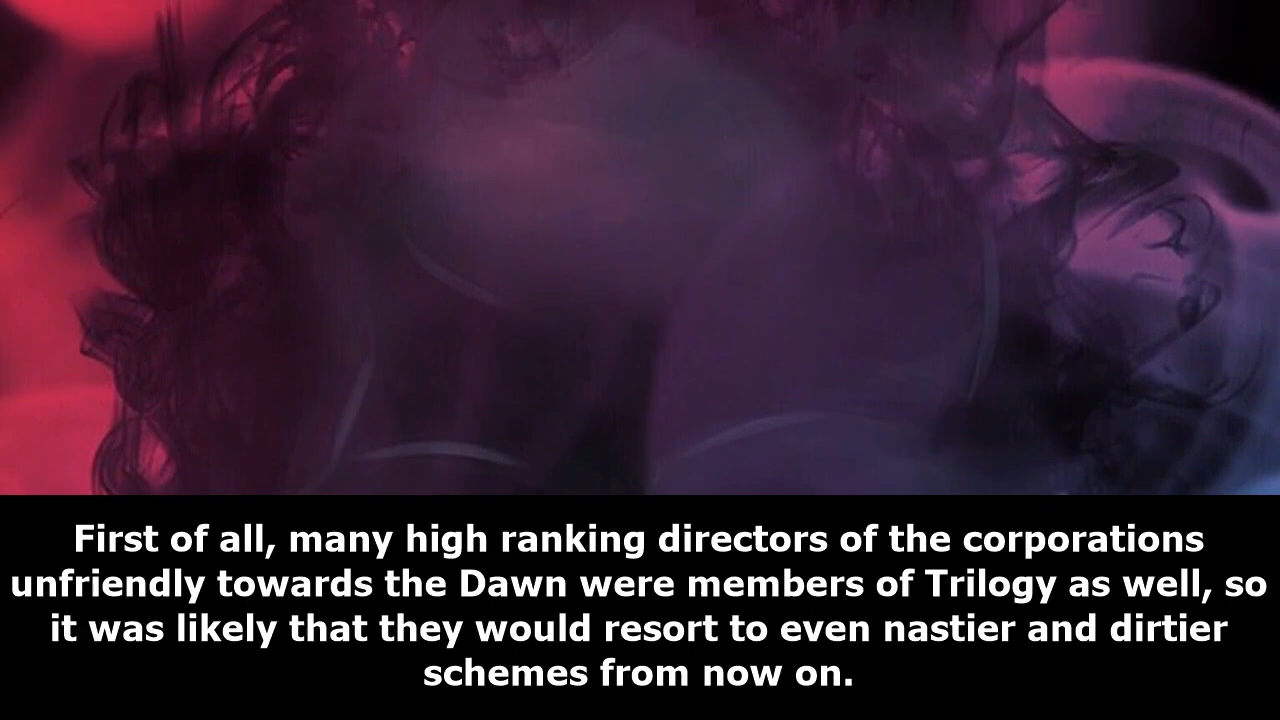 First of all, many high ranking directors of the corporations
unfriendly towards the Dawn were members of Trilogy as well, so
it was likely that they would resort to even nastier and dirtier
schemes from now on.